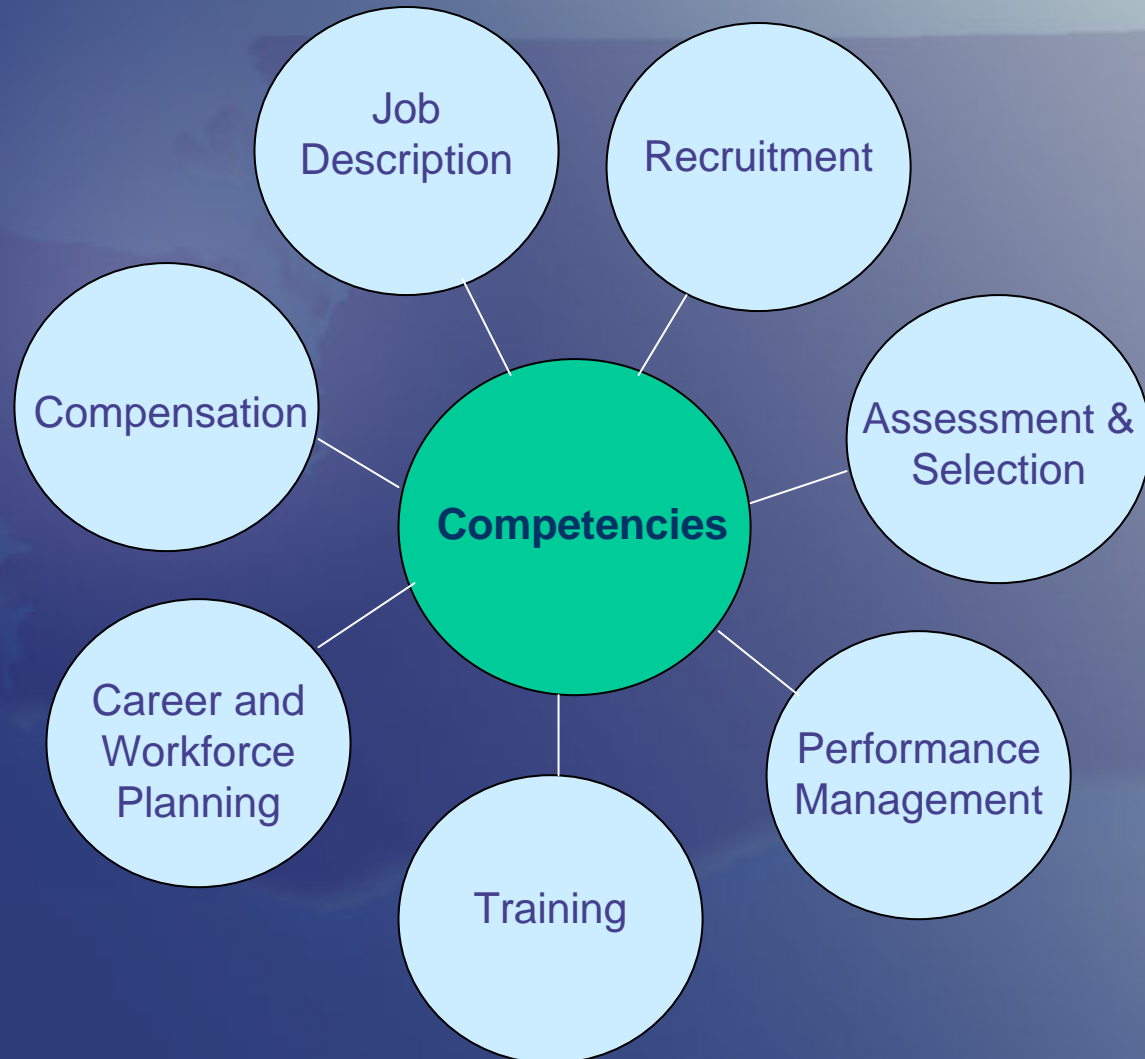 Job
Description
Recruitment
Compensation
Assessment &
Selection
Competencies
Career and
Workforce
Planning
Performance
Management
Training